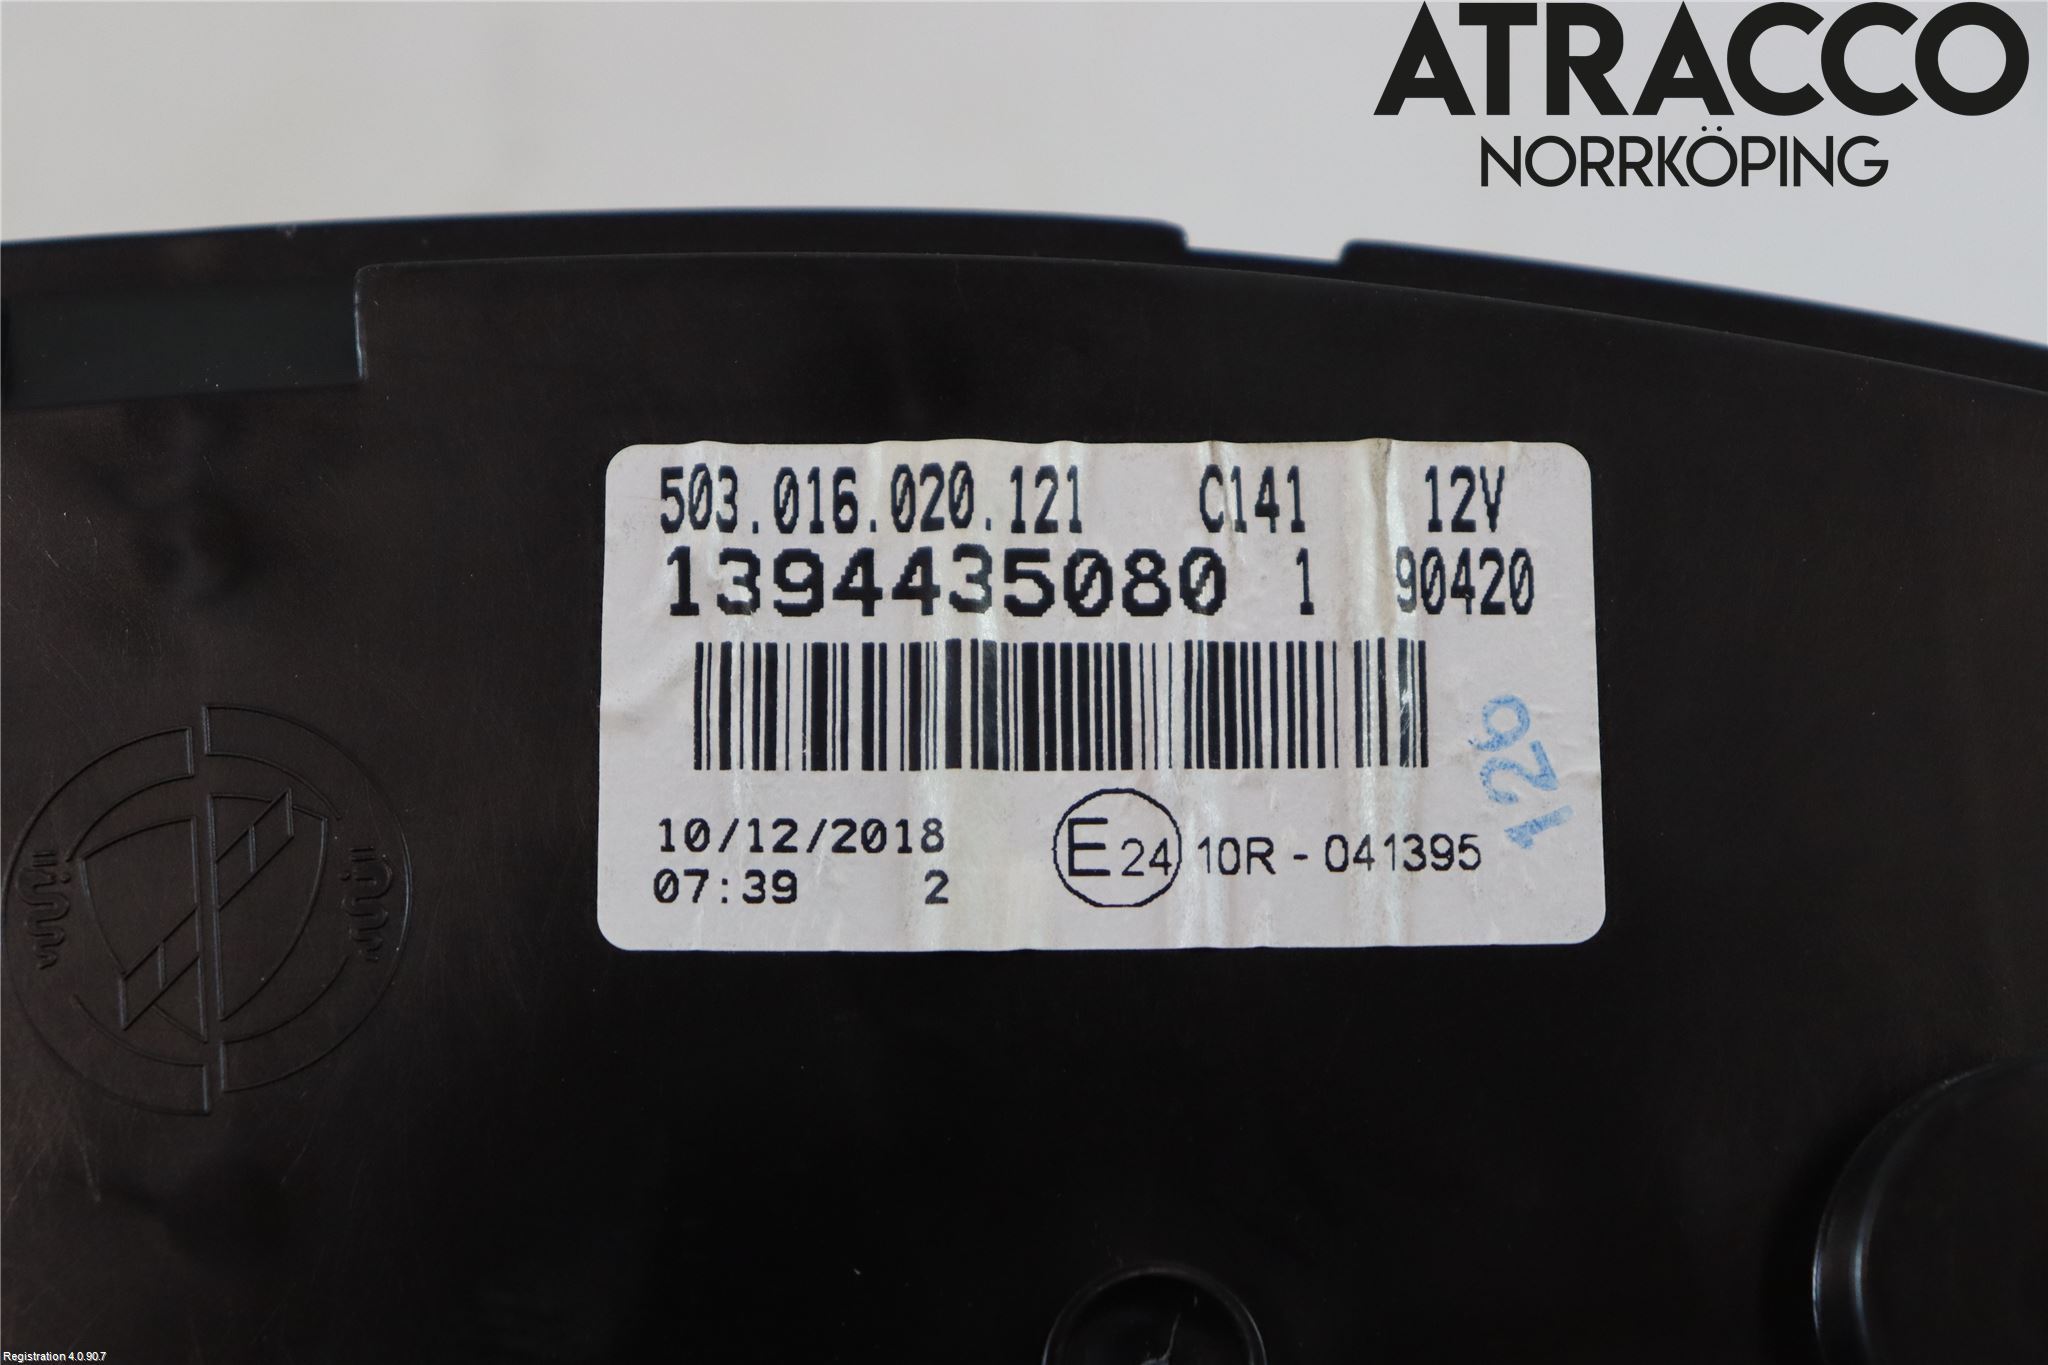 ATRACCO
NORRKÖPING
503.016.020.121 C141 12V
1394435080 1 90420
120
10/12/2018
07:39 2
E24 10R - 041395
Registration 4.0.90.7